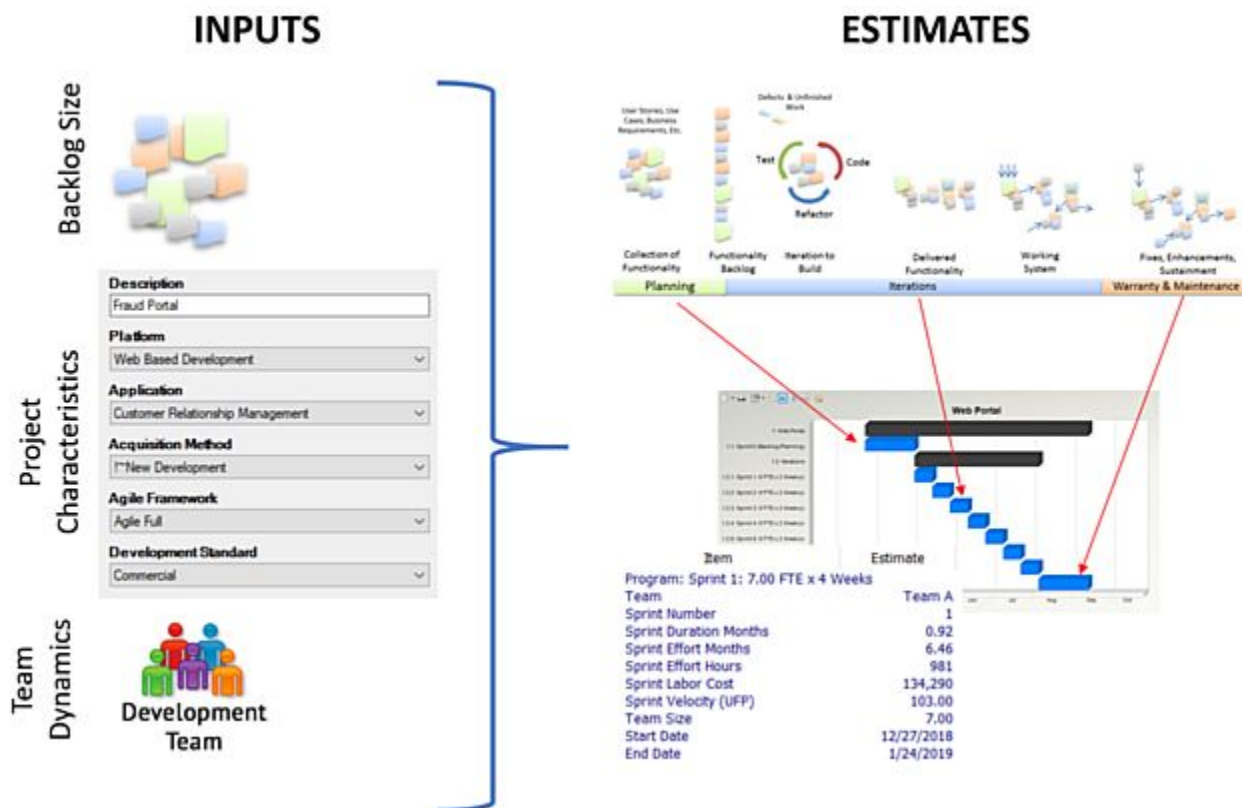 INPUTS
ESTIMATES
Backlog Size
Project
Characteristics
Team
Dynamics
Description
Fraud Portal
Platform
Web Based Development
Application
Customer Relationship Management
Acquisition Method
New Development
Agile Framework
Agile Full
Development Standard
Commercial
Development
Team
User Stories, Use
Cases, Business
Requirements, Etc.
Defects & Unfinished
Work
Test
Code
Refactor
Collection of
Functionality
Functionality
Backlog
Iteration to
Build
Delivered
Functionality
Working
System
Fixes, Enhancements,
Sustainment
Planning
Iterations
Warranty & Maintenance
Web Portal
Item
Estimate
Program: Sprint 1: 7.00 FTE x 4 Weeks
Team Team A
Sprint Number 1
Sprint Duration Months 0.92
Sprint Effort Months 6.46
Sprint Effort Hours 981
Sprint Labor Cost 134,290
Sprint Velocity (UFP) 103.00
Team Size 7.00
Start Date 12/27/2018
End Date 1/24/2019